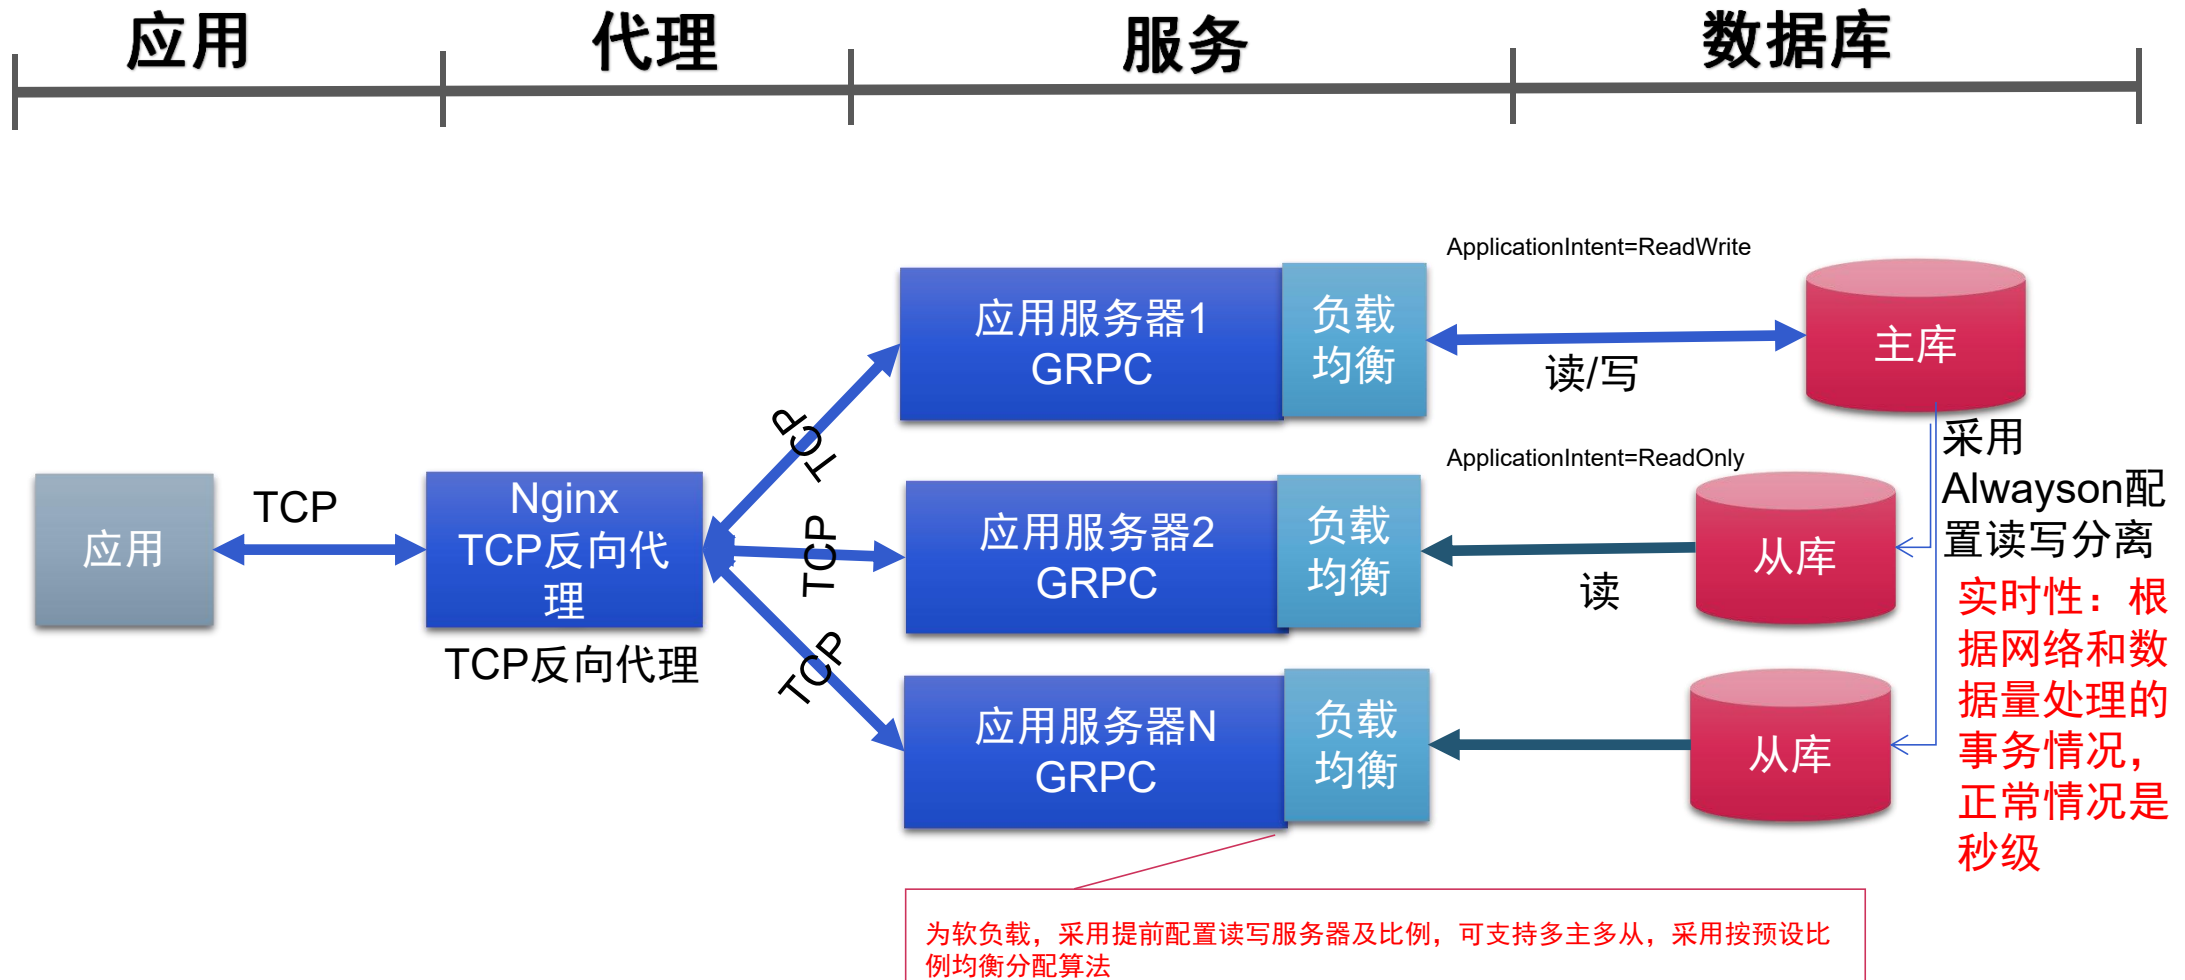 应用
代理
服务
数据库
ApplicationIntent=ReadWrite
应用服务器1
GRPC
负载
均衡
读/写
主库
TCP
ApplicationIntent=ReadOnly
采用
Alwayson配
置读写分离
应用
TCP
Nginx
TCP反向代
理
TCP反向代理
TCP
应用服务器2
GRPC
负载
均衡
读
从库
实时性：根
据网络和数
据量处理的
事务情况，
正常情况是
秒级
TCP
应用服务器N
GRPC
负载
均衡
从库
为软负载，采用提前配置读写服务器及比例，可支持多主多从，采用按预设比
例均衡分配算法